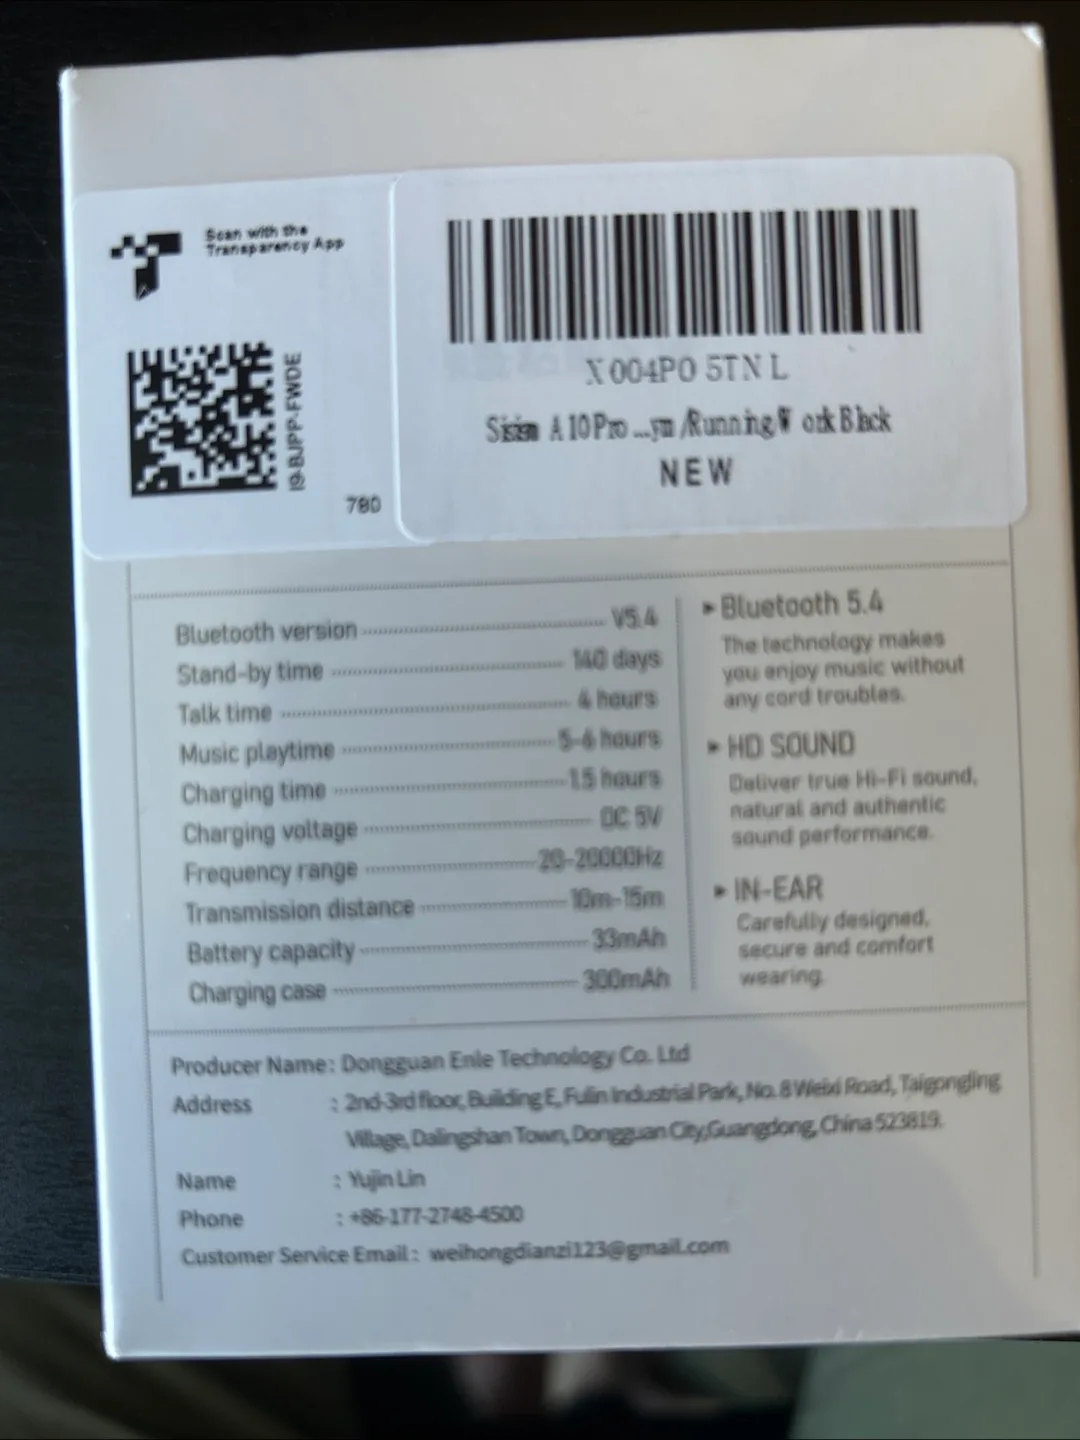 Scan with the
Transparency App
I9-BJPP-FWDE
780
X004PO 5TN L
A10Pro ...ym/Running/Work Black
NEW
Bluetooth version V5.4
Stand-by time 140 days
Talk time 4 hours
Music playtime 5-6 hours
Charging time 1.5 hours
Charging voltage DC 5V
Frequency range 20-20000Hz
Transmission distance 10m-15m
Battery capacity 33mAh
Charging case 300mAh
▸Bluetooth 5.4
The technology makes
you enjoy music without
any cord troubles.
▸HD SOUND
Deliver true Hi-Fi sound,
natural and authentic
sound performance.
▸IN-EAR
Carefully designed,
secure and comfort
wearing.
Producer Name: Dongguan Enle Technology Co. Ltd
Address : 2nd-3rd floor, Building E, Fulin Industrial Park, No. 8 Weixi Road, Taigongling
Village, Dalingshan Town, Dongguan City,Guangdong, China 523819.
Name : Yujin Lin
Phone : +86-177-2748-4500
Customer Service Email: weihongdianzi123@gmail.com